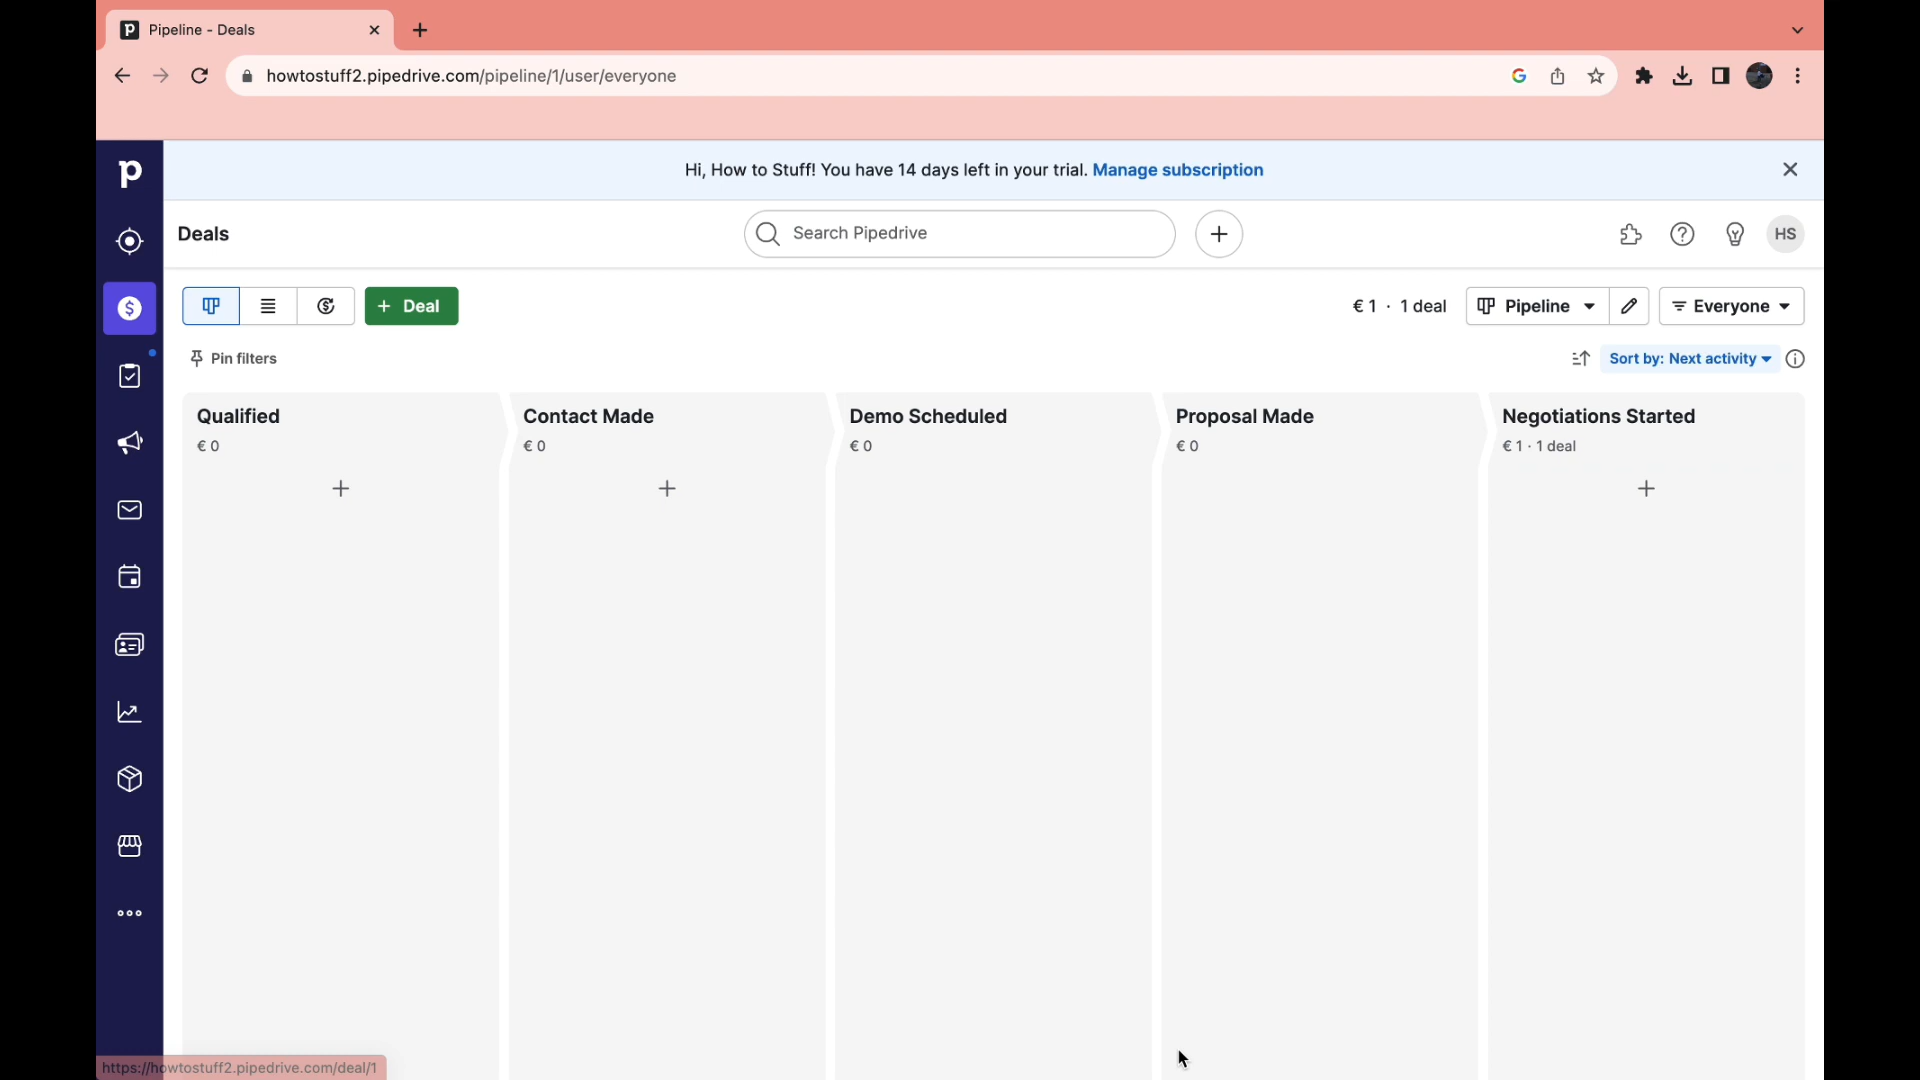 Pipeline - Deals
howtostuff2.pipedrive.com/pipeline/1/user/everyone
Hi, How to Stuff! You have 14 days left in your trial. Manage subscription
Deals
Search Pipedrive
HS
+ Deal
€ 1 · 1 deal
Pipeline
Everyone
Pin filters
Sort by: Next activity
Qualified
€ 0
Contact Made
€ 0
Demo Scheduled
€ 0
Proposal Made
€ 0
Negotiations Started
€ 1 · 1 deal
https://howtostuff2.pipedrive.com/deal/1